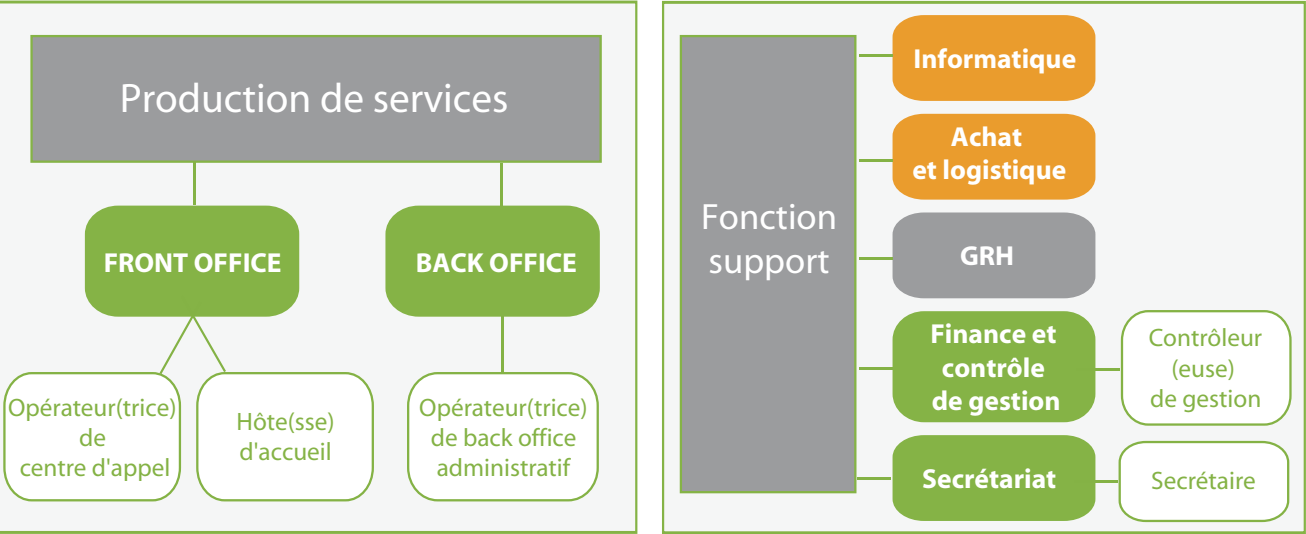 Production de services
FRONT OFFICE
BACK OFFICE
Opérateur(trice)
de
centre d'appel
Hôte(sse)
d'accueil
Opérateur(trice)
de back office
administratif
Fonction
support
Informatique
Achat
et logistique
GRH
Finance et
contrôle
de gestion
Contrôleur
(euse)
de gestion
Secrétariat
Secrétaire